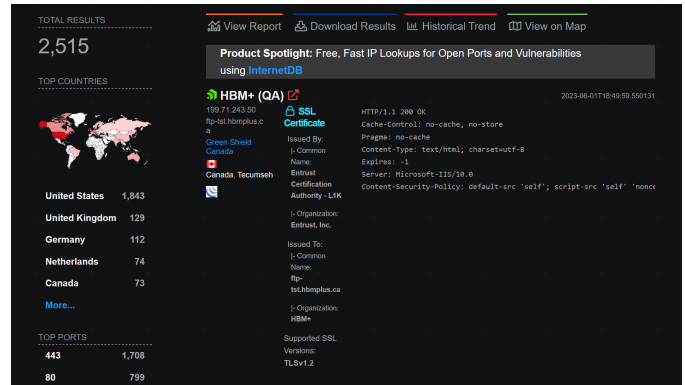 TOTAL RESULTS
2,515
TOP COUNTRIES
United States 1,843
United Kingdom 129
Germany 112
Netherlands 74
Canada 73
More...
TOP PORTS
443 1,708
80 799
View Report Download Results Historical Trend View on Map
Product Spotlight: Free, Fast IP Lookups for Open Ports and Vulnerabilities
using InternetDB
HBM+ (QA)
2023-06-01T18:49:59.550131
199.71.243.50
ftp-tst.hbmplus.c
a
Green Shield
Canada
Canada, Tecumseh
SSL
Certificate
Issued By:
|- Common
Name:
Entrust
Certification
Authority - L1K
|- Organization:
Entrust, Inc.
Issued To:
|- Common
Name:
ftp-
tst.hbmplus.ca
|- Organization:
HBM+
Supported SSL
Versions:
TLSv1.2
HTTP/1.1 200 OK
Cache-Control: no-cache, no-store
Pragma: no-cache
Content-Type: text/html; charset=utf-8
Expires: -1
Server: Microsoft-IIS/10.0
Content-Security-Policy: default-src 'self'; script-src 'self' 'nonce